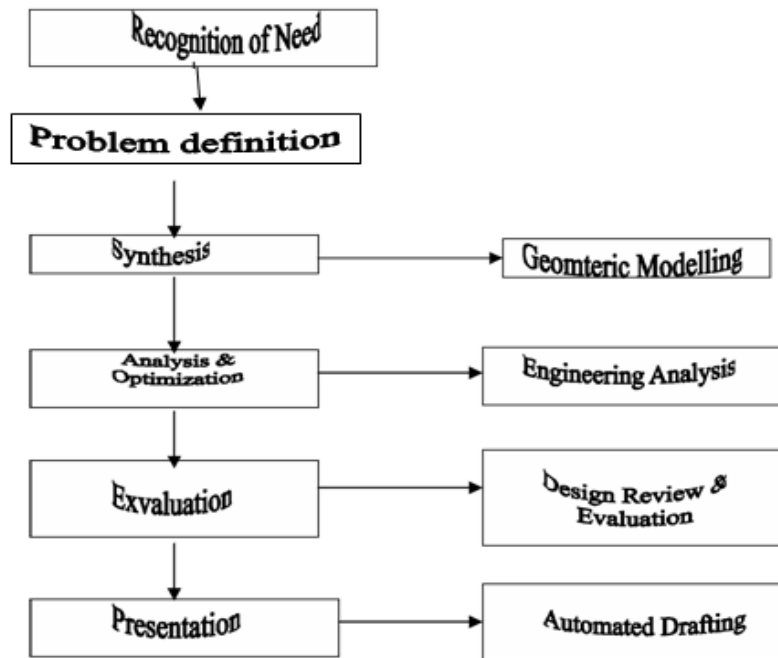 Recognition of Need
Problem definition
Synthesis
Geomteric Modelling
Analysis &
Optimization
Engineering Analysis
Exvaluation
Design Review &
Evaluation
Presentation
Automated Drafting